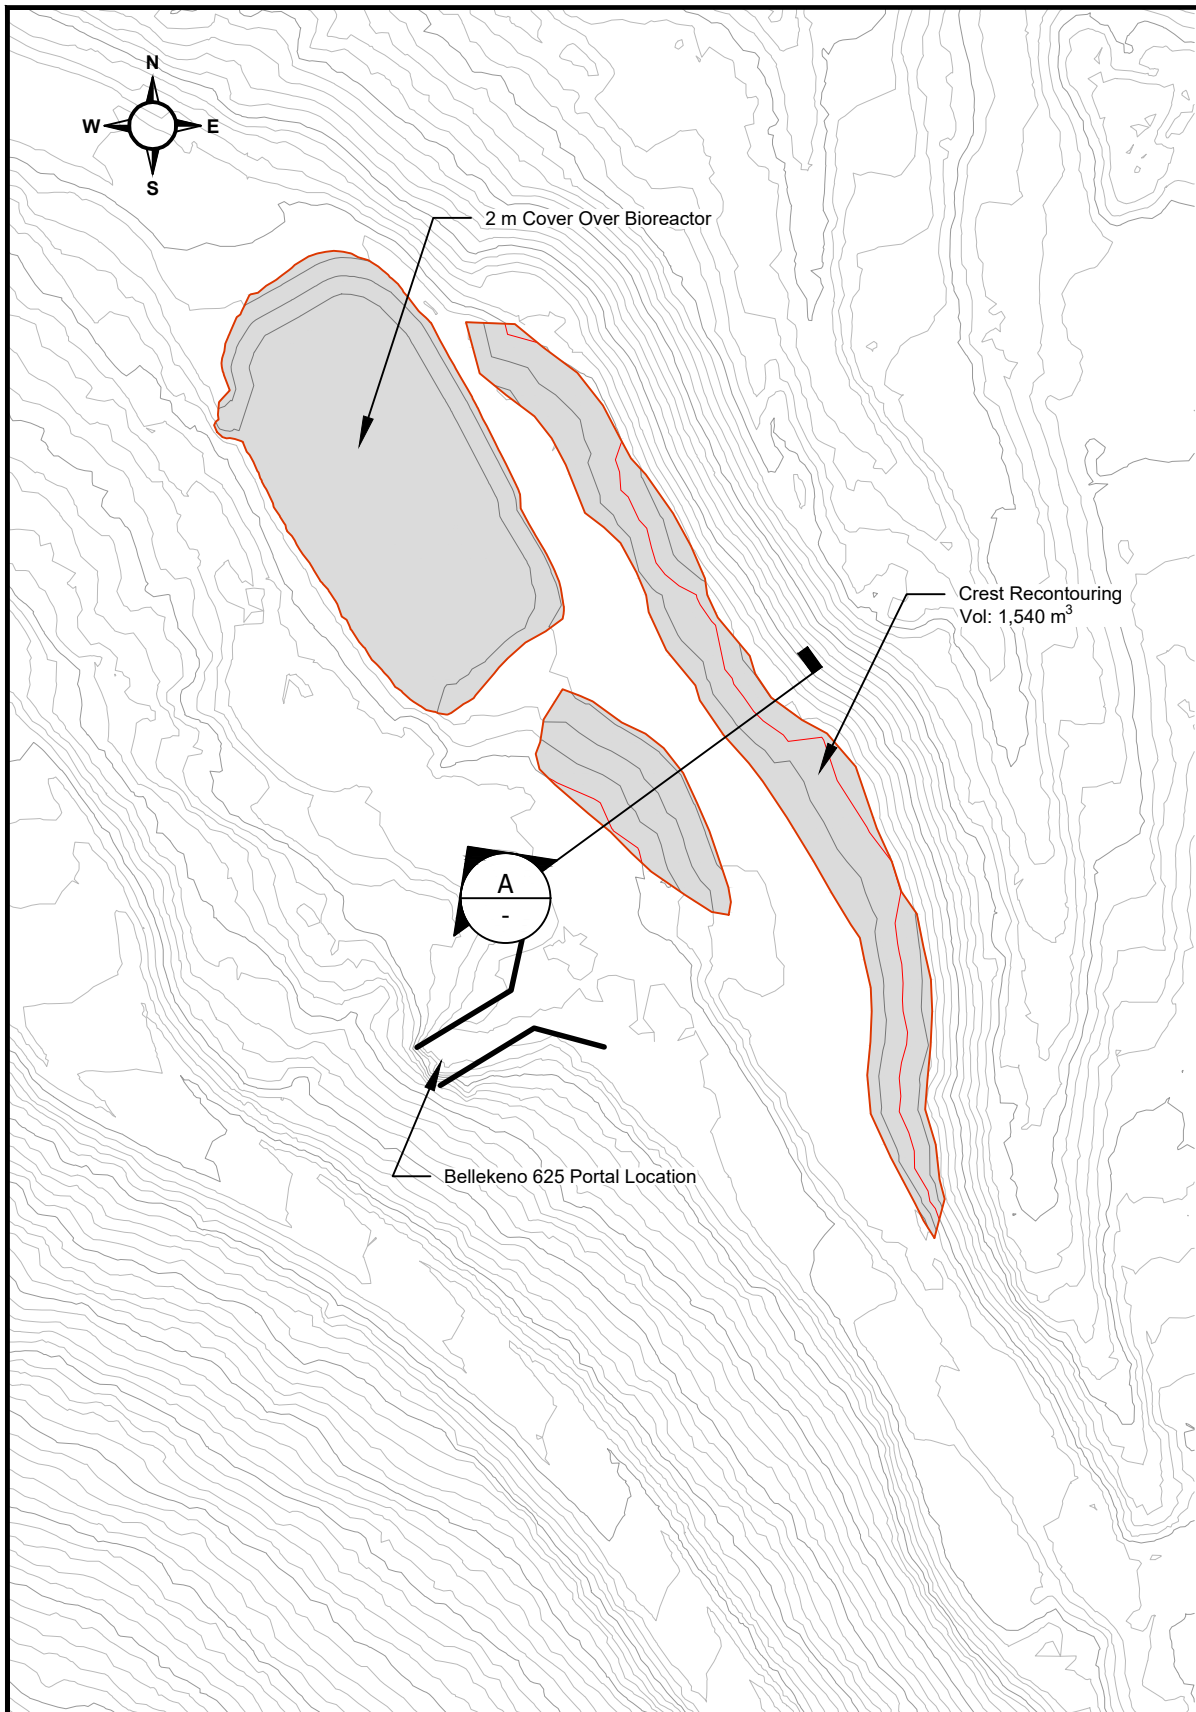 N
W E
S
2 m Cover Over Bioreactor
Crest Recontouring
Vol: 1,540 m³
A
-
Bellekeno 625 Portal Location